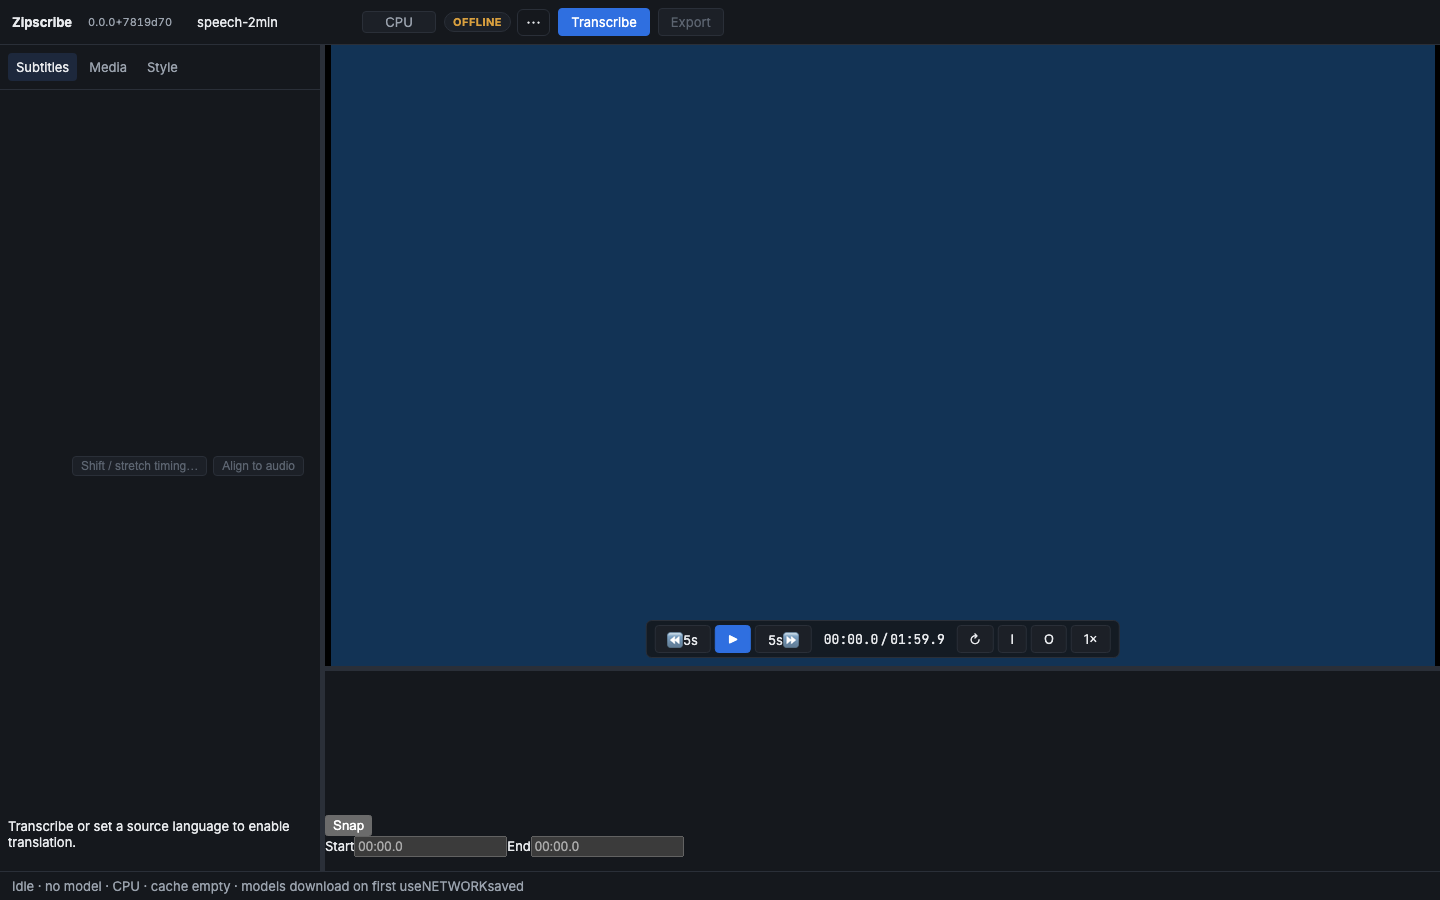 Zipscribe 0.0.0+7819d70 speech-2min CPU OFFLINE ⋯ Transcribe Export
Subtitles Media Style
Shift / stretch timing… Align to audio
Transcribe or set a source language to enable
translation.
⏪5s ▶ 5s⏩ 00:00.0/01:59.9 ↻ I O 1×
Snap
Start 00:00.0 End 00:00.0
Idle · no model · CPU · cache empty · models download on first useNETWORKsaved